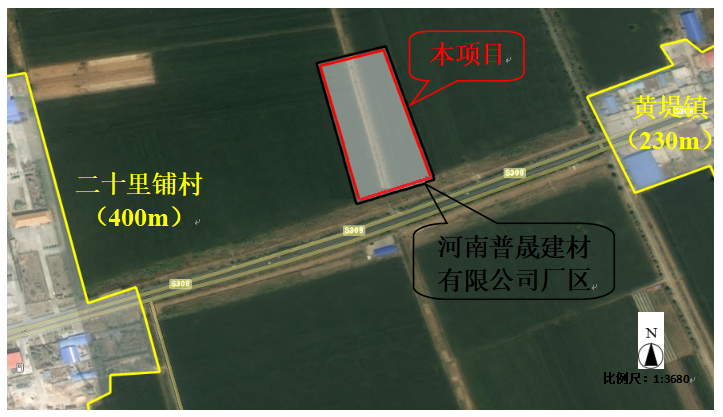 本项目
黄堤镇
（230m）
S308
二十里铺村
（400m）
S308
S308
S308
河南普晟建材
有限公司厂区
N
比例尺：1:3680